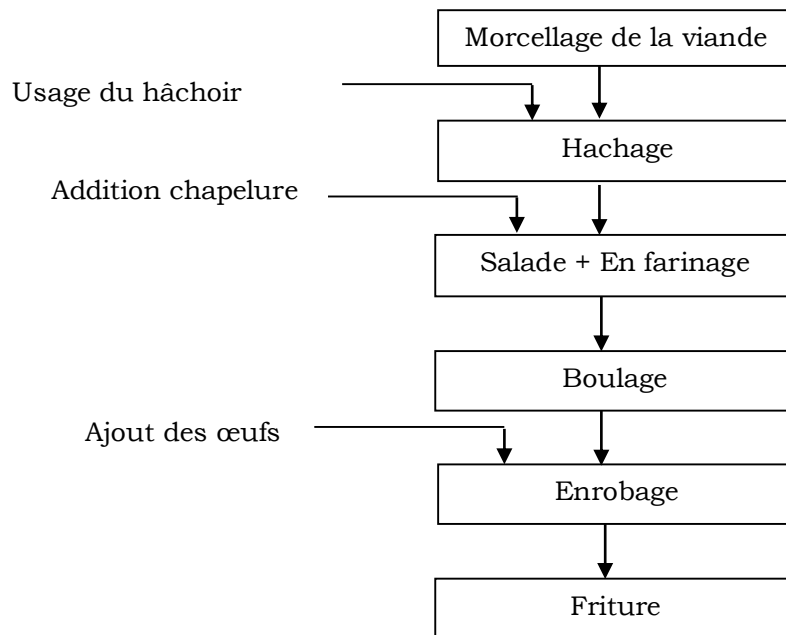 Morcellage de la viande
Usage du hâchoir
Hachage
Addition chapelure
Salade + En farinage
Boulage
Ajout des œufs
Enrobage
Friture